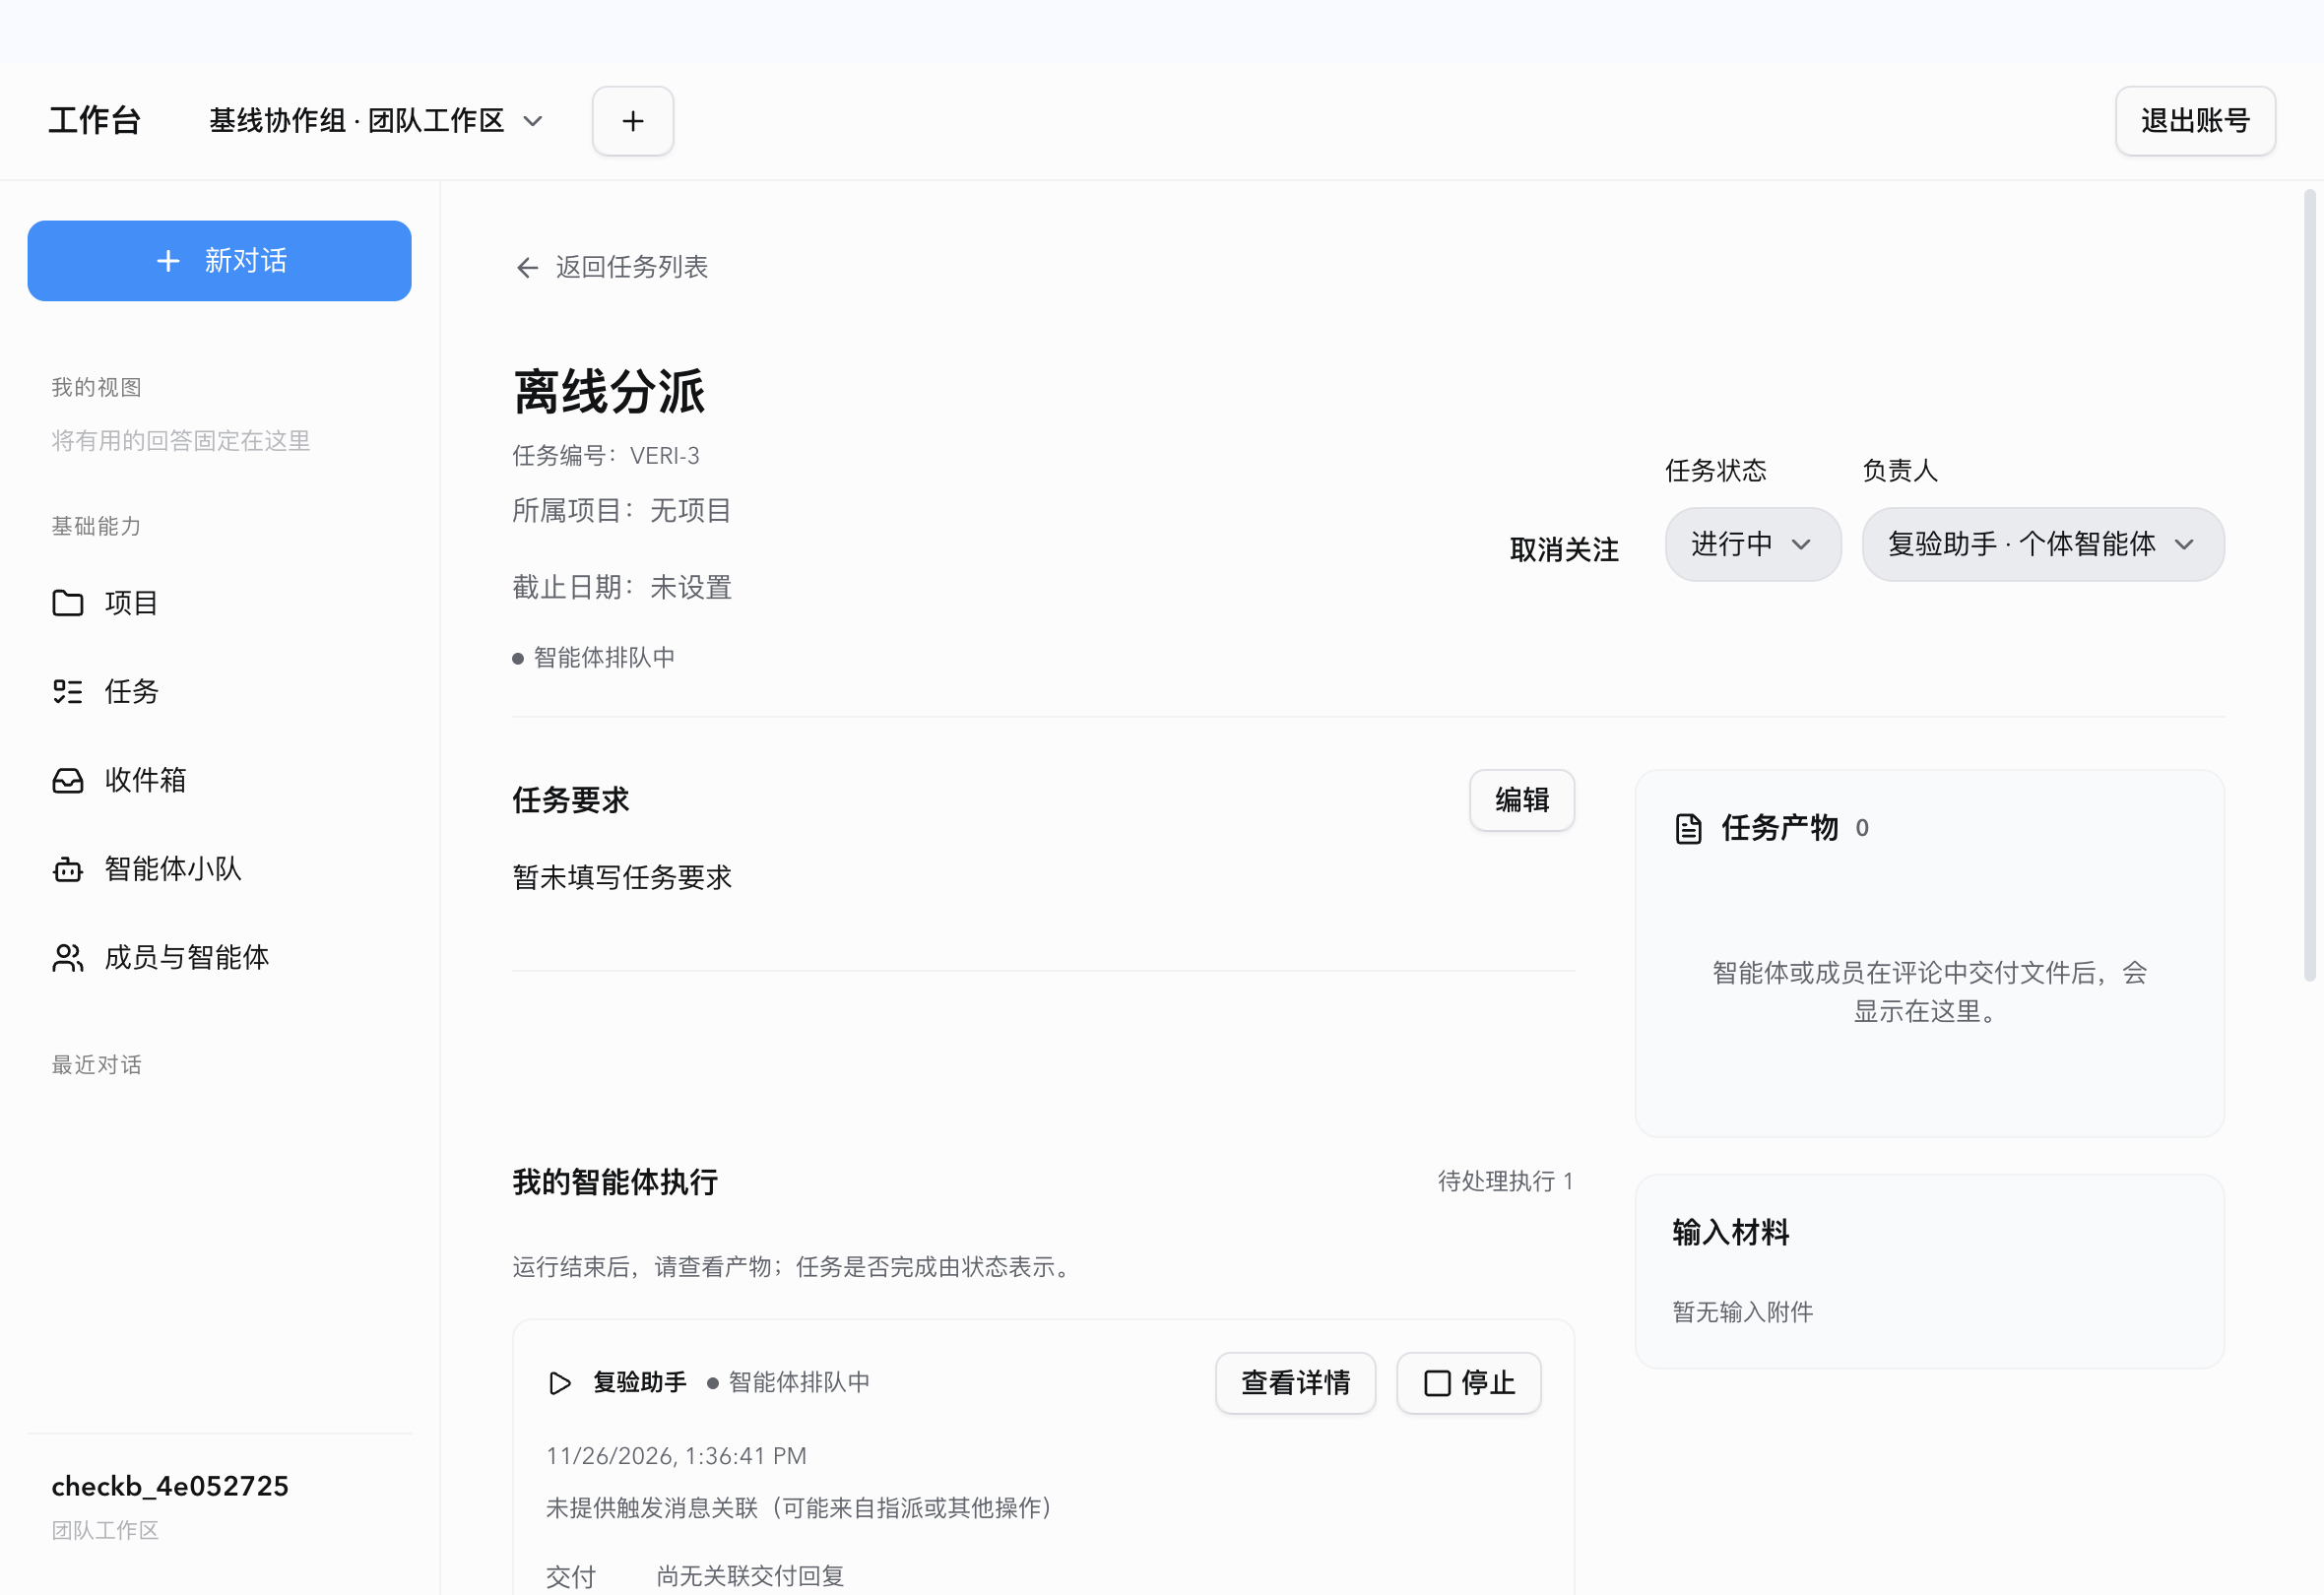 工作台
基线协作组 · 团队工作区
退出账号
新对话
我的视图
将有用的回答固定在这里
基础能力
项目
任务
收件箱
智能体小队
成员与智能体
最近对话
checkb_4e052725
团队工作区
返回任务列表
离线分派
任务编号：VERI-3
所属项目：无项目
截止日期：未设置
智能体排队中
取消关注
任务状态
进行中
负责人
复验助手 · 个体智能体
任务要求
编辑
暂未填写任务要求
我的智能体执行
待处理执行 1
运行结束后，请查看产物；任务是否完成由状态表示。
复验助手
智能体排队中
查看详情
停止
11/26/2026, 1:36:41 PM
未提供触发消息关联（可能来自指派或其他操作）
交付 尚无关联交付回复
任务产物 0
智能体或成员在评论中交付文件后，会
显示在这里。
输入材料
暂无输入附件